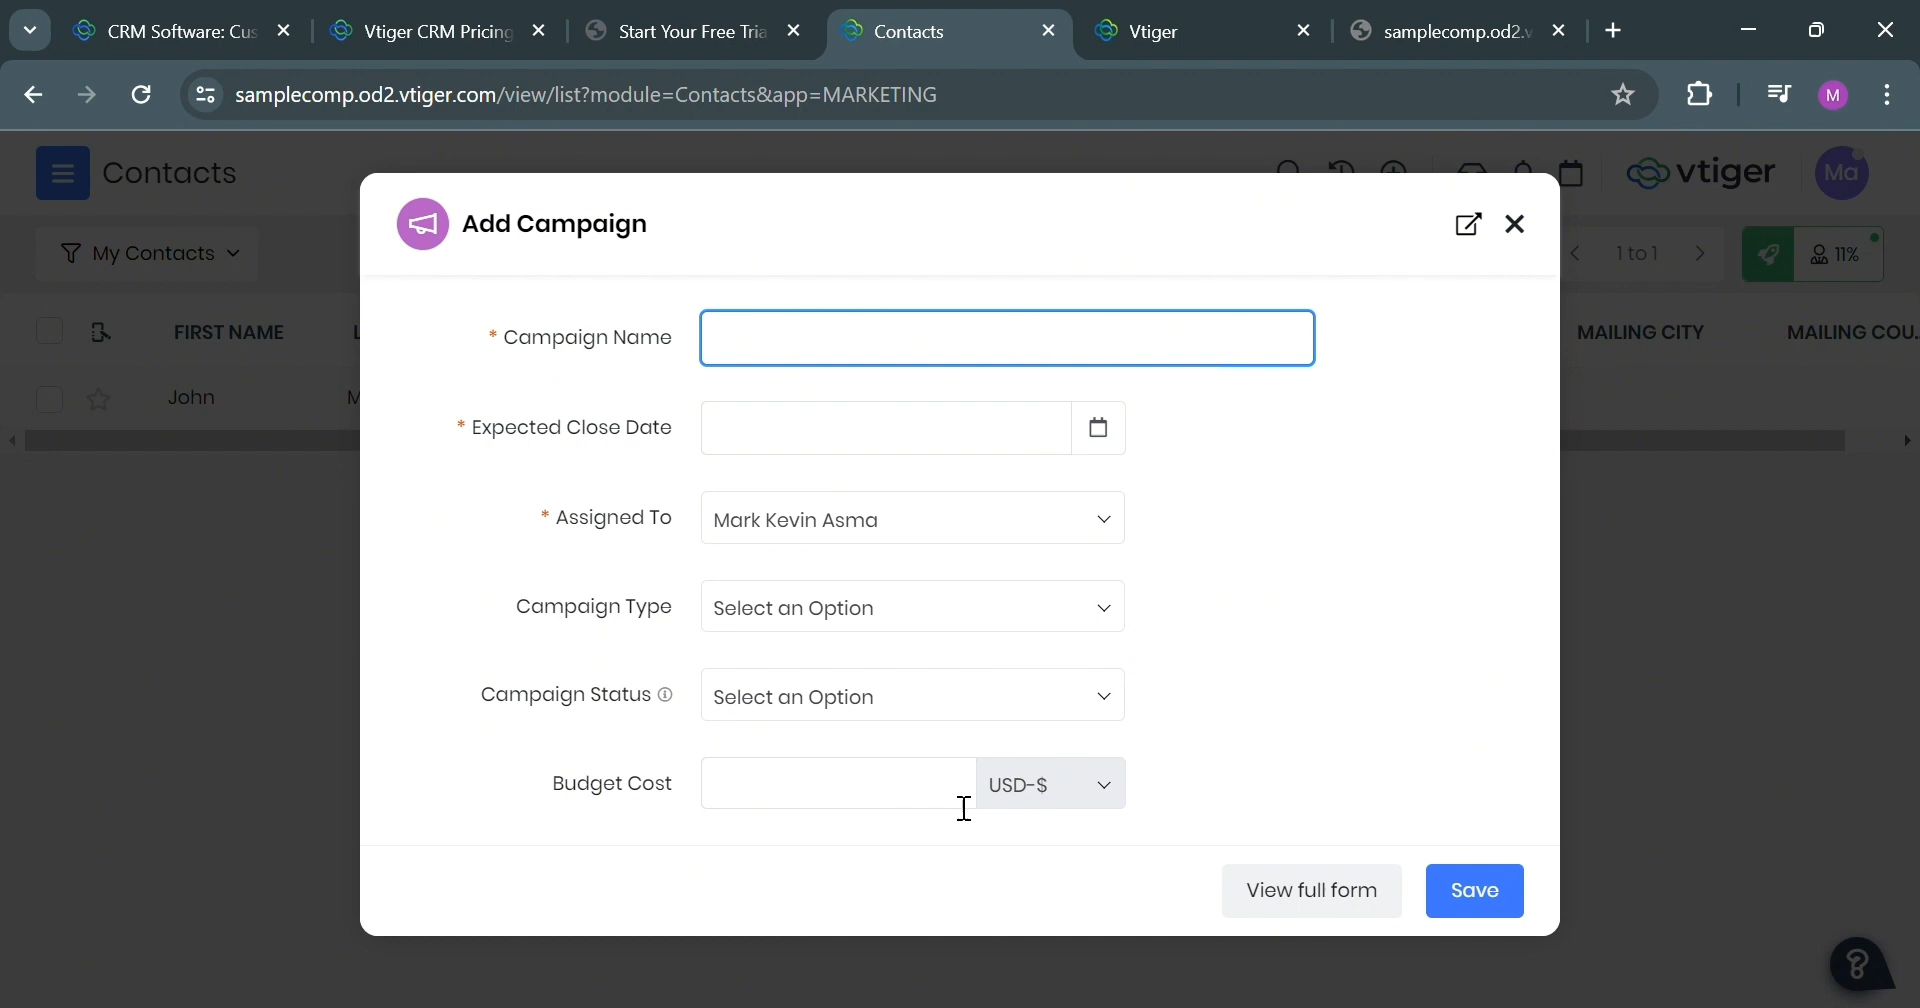 CRM Software: Cus
Vtiger CRM Pricing
Start Your Free Tria
Contacts
Vtiger
samplecomp.od2.v
samplecomp.od2.vtiger.com/view/list?module=Contacts&app=MARKETING
M
Contacts
vtiger
Ma
Add Campaign
My Contacts
1 to 1
11%
FIRST NAME
L
MAILING CITY
MAILING COU...
John
M
* Campaign Name
* Expected Close Date
* Assigned To
Mark Kevin Asma
Campaign Type
Select an Option
Campaign Status
Select an Option
Budget Cost
USD-$
View full form
Save
?